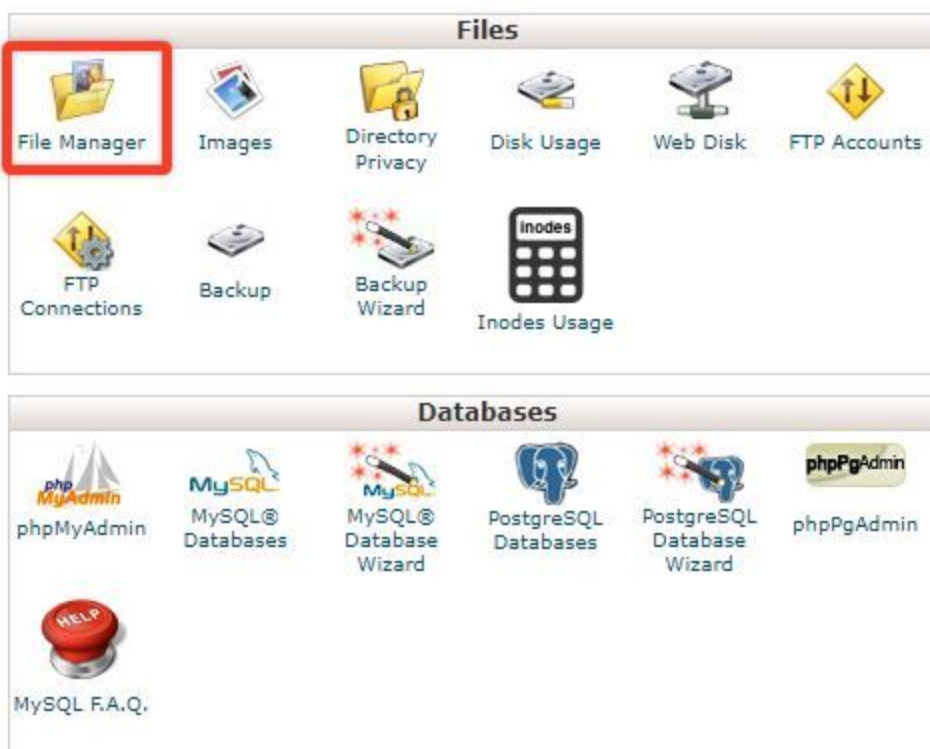 Files
File Manager
Images
Directory
Privacy
Disk Usage
Web Disk
FTP Accounts
FTP
Connections
Backup
Backup
Wizard
inodes
Inodes Usage
Databases
php
MyAdmin
phpMyAdmin
MySQL
MySQL®
Databases
MySQL
MySQL®
Database
Wizard
PostgreSQL
Databases
PostgreSQL
Database
Wizard
phpPgAdmin
phpPgAdmin
HELP
MySQL F.A.Q.